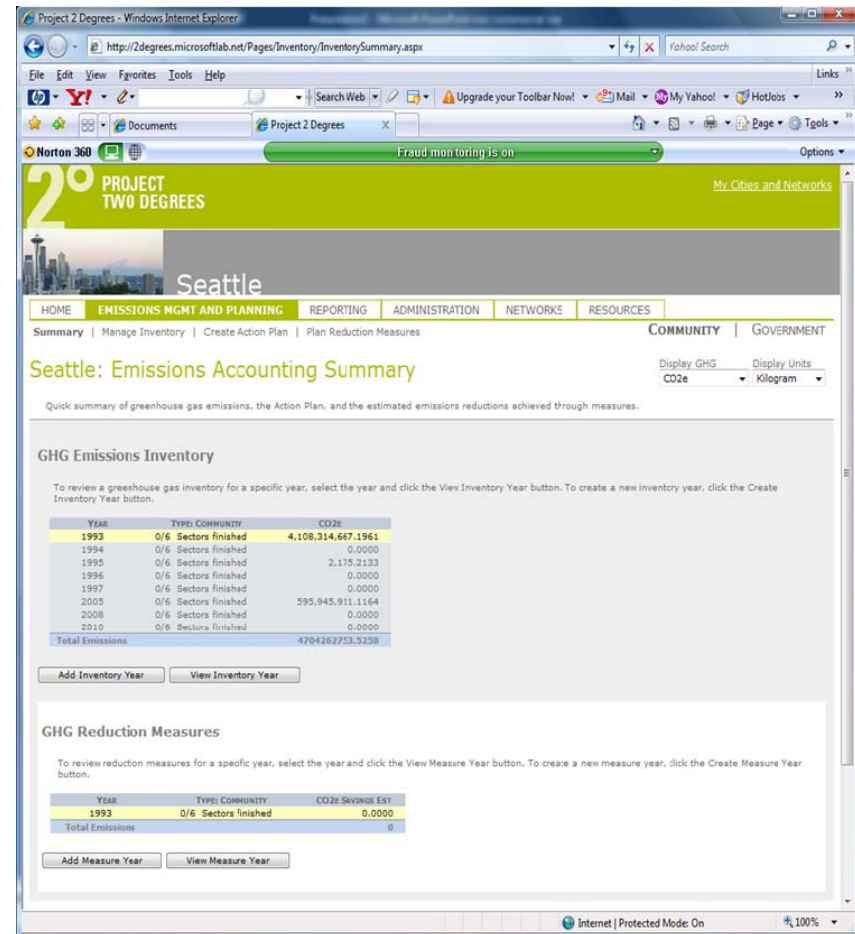 Project 2 Degrees - Windows Internet Explorer
http://2degrees.microsoftlab.net/Pages/Inventory/InventorySummary.aspx
Yahoo! Search
File Edit View Favorites Tools Help
Links
Search Web
Upgrade your Toolbar Now!
Mail
My Yahoo!
HotJobs
Documents
Project 2 Degrees
Page
Tools
Norton 360
Fraud monitoring is on
Options
2° PROJECT
TWO DEGREES
My Cities and Networks
Seattle
HOME EMISSIONS MGMT AND PLANNING REPORTING ADMINISTRATION NETWORKS RESOURCES
Summary | Manage Inventory | Create Action Plan | Plan Reduction Measures
COMMUNITY | GOVERNMENT
Seattle: Emissions Accounting Summary
Display GHG Display Units
CO2e Kilogram
Quick summary of greenhouse gas emissions, the Action Plan, and the estimated emissions reductions achieved through measures.
GHG Emissions Inventory
To review a greenhouse gas inventory for a specific year, select the year and click the View Inventory Year button. To create a new inventory year, click the Create
Inventory Year button.
YEAR TYPE: COMMUNITY CO2E
1993 0/6 Sectors finished 4,108,314,667.1961
1994 0/6 Sectors finished 0.0000
1995 0/6 Sectors finished 2,175.2133
1996 0/6 Sectors finished 0.0000
1997 0/6 Sectors finished 0.0000
2005 0/6 Sectors finished 595,945,911.1164
2008 0/6 Sectors finished 0.0000
2010 0/6 Sectors finished 0.0000
Total Emissions 4704262753.5258
Add Inventory Year View Inventory Year
GHG Reduction Measures
To review reduction measures for a specific year, select the year and click the View Measure Year button. To create a new measure year, click the Create Measure Year
button.
YEAR TYPE: COMMUNITY CO2E SAVINGS EST
1993 0/6 Sectors finished 0.0000
Total Emissions 0
Add Measure Year View Measure Year
Internet | Protected Mode: On
100%